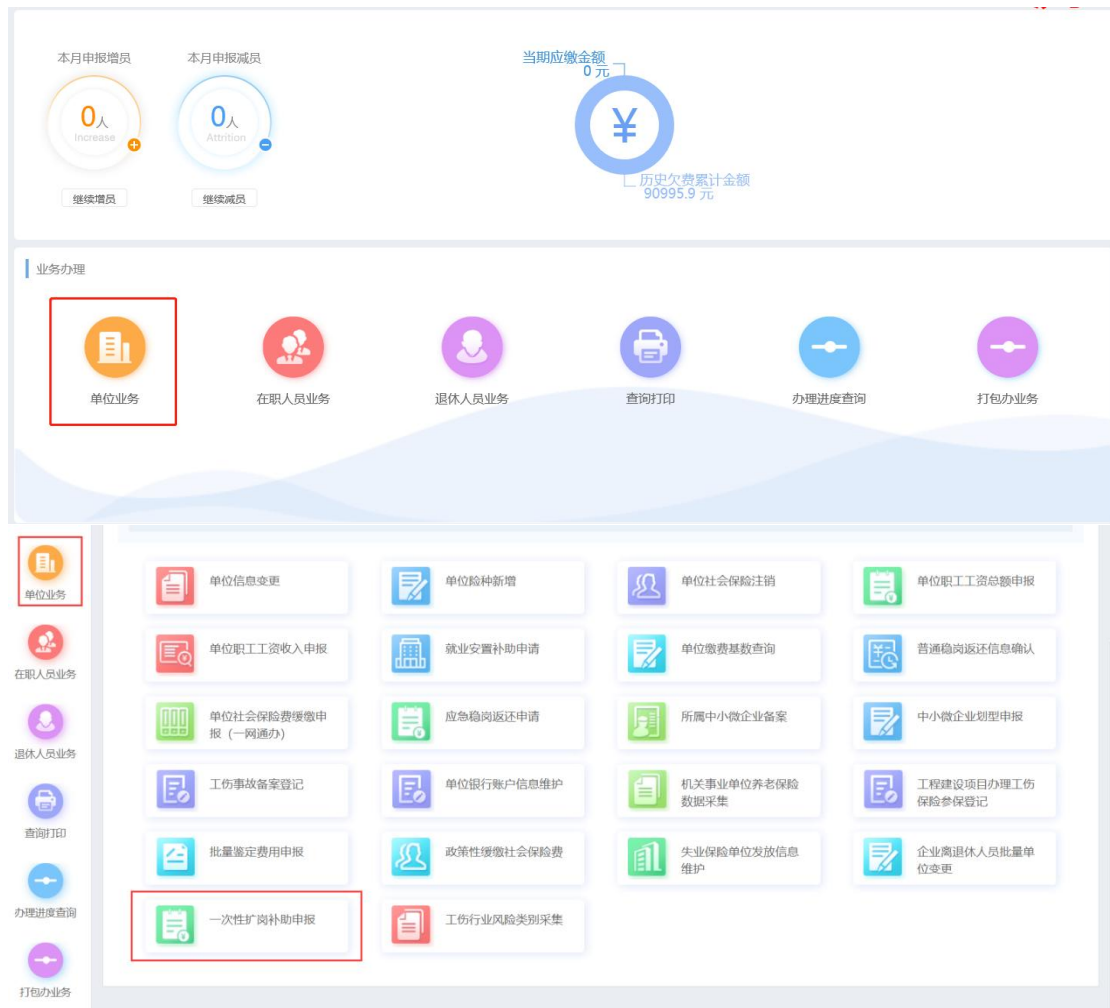 本月申报增员
本月申报减员
当期应缴金额
0 元
0人
Increase
0人
Attrition
¥
历史欠费累计金额
90995.9 元
继续增员
继续减员
业务办理
单位业务
在职人员业务
退休人员业务
查询打印
办理进度查询
打包办业务
单位业务
在职人员业务
退休人员业务
查询打印
办理进度查询
打包办业务
单位信息变更
单位险种新增
单位社会保险注销
单位职工工资总额申报
单位职工工资收入申报
就业安置补助申请
单位缴费基数查询
普通稳岗返还信息确认
单位社会保险费缓缴申
报（一网通办）
应急稳岗返还申请
所属中小微企业备案
中小微企业划型申报
工伤事故备案登记
单位银行账户信息维护
机关事业单位养老保险
数据采集
工程建设项目办理工伤
保险参保登记
批量鉴定费用申报
政策性缓缴社会保险费
失业保险单位发放信息
维护
企业离退休人员批量单
位变更
一次性扩岗补助申报
工伤行业风险类别采集